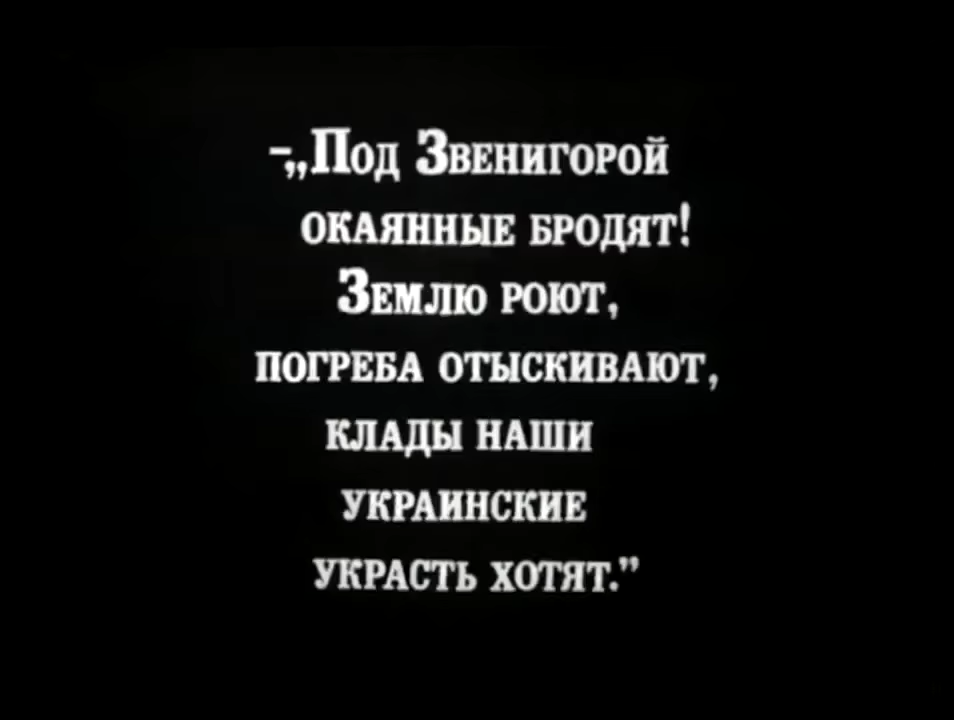 -„Под Звенигорой
окаянные бродят!
Землю роют,
погреба отыскивают,
клады наши
украинские
украсть хотят.”